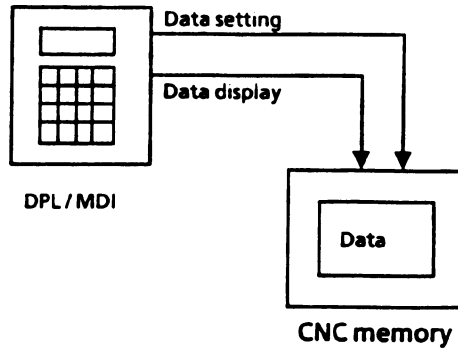 Data setting
Data display
DPL / MDI
Data
CNC memory